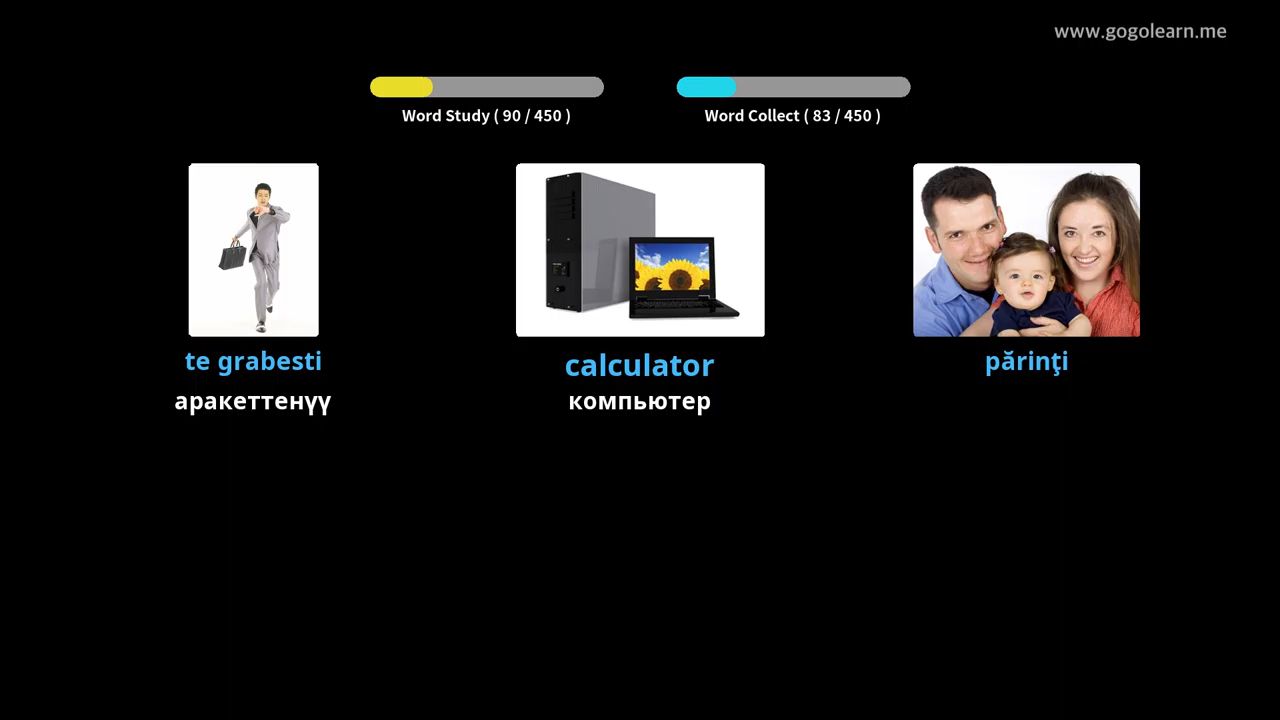 www.gogolearn.me
Word Study ( 90 / 450 )
Word Collect ( 83 / 450 )
te grabesti
calculator
părinţi
аракеттенүү
компьютер